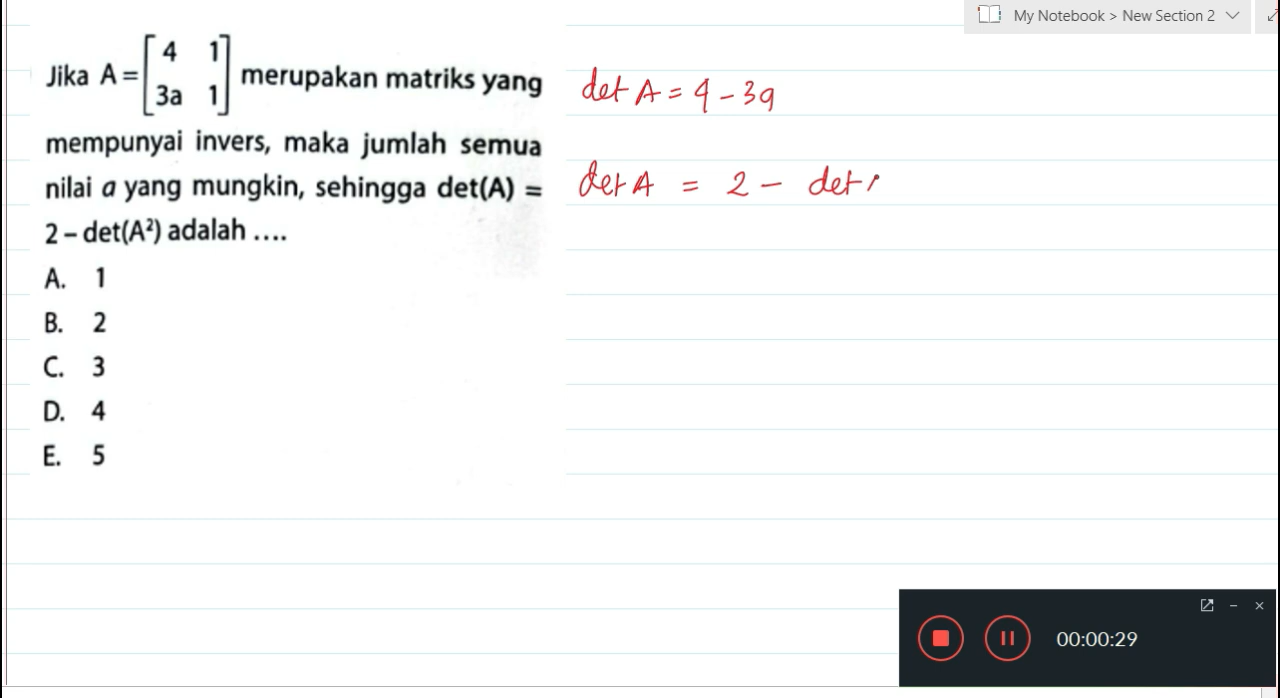 My Notebook > New Section 2
Jika A = [4 1
3a 1] merupakan matriks yang
mempunyai invers, maka jumlah semua
nilai a yang mungkin, sehingga det(A) =
2 – det(A²) adalah ....
A. 1
B. 2
C. 3
D. 4
E. 5
det A = 4 - 3a
det A = 2 - det
00:00:29